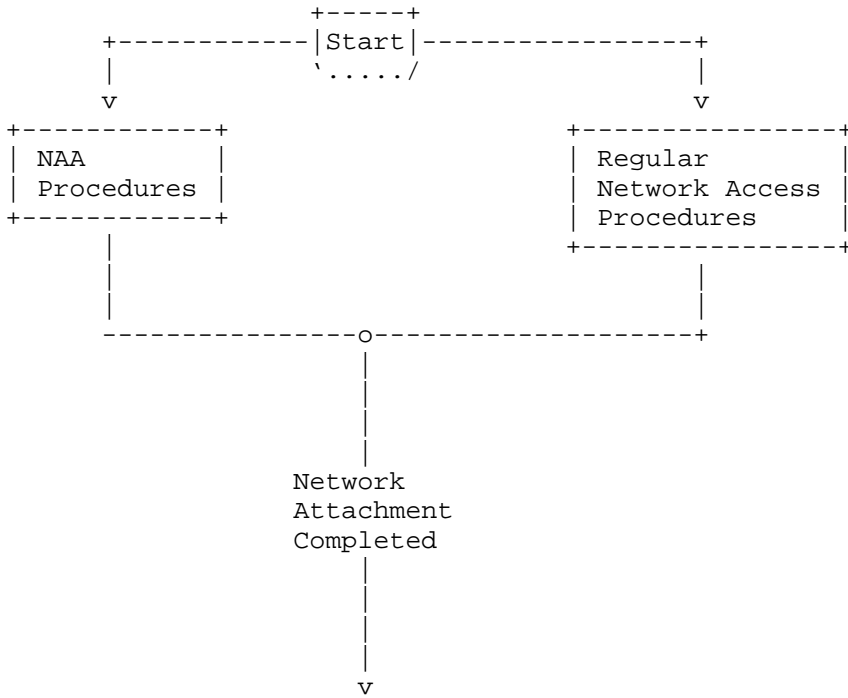 Start
NAA
Procedures
Regular
Network Access
Procedures
Network
Attachment
Completed